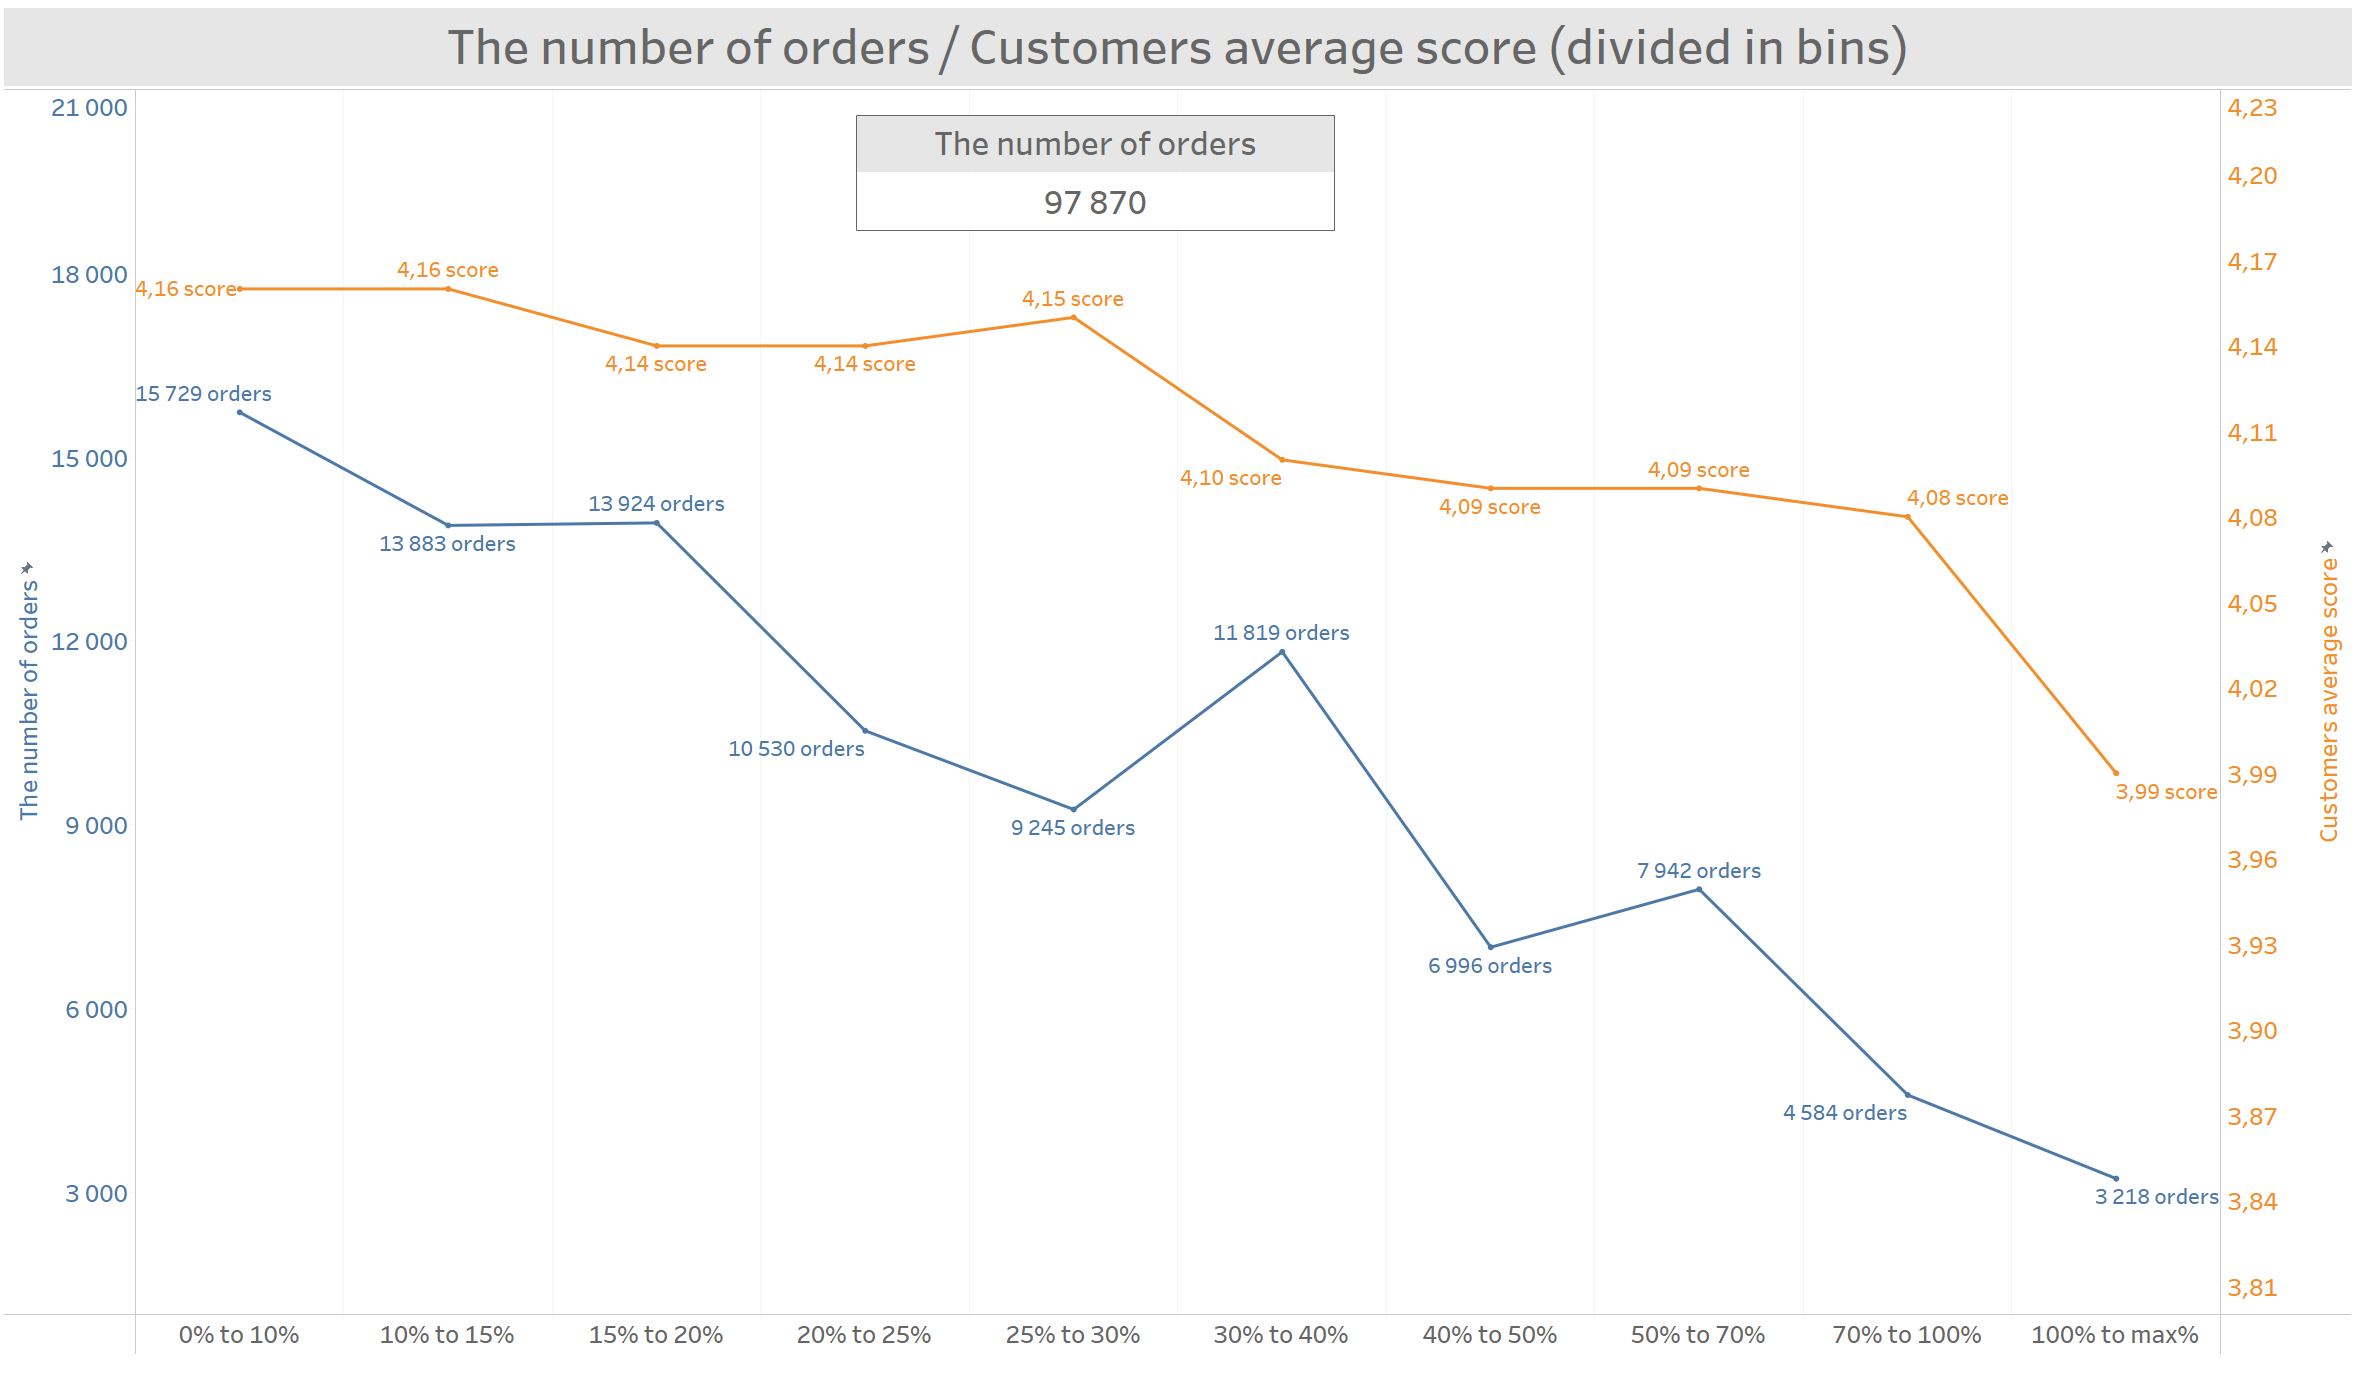 The number of orders / Customers average score (divided in bins)
The number of orders
97 870
21 000
18 000
15 000
12 000
9 000
6 000
3 000
The number of orders
4,16 score
4,16 score
4,14 score
4,14 score
4,15 score
4,10 score
4,09 score
4,09 score
4,08 score
3,99 score
15 729 orders
13 883 orders
13 924 orders
10 530 orders
9 245 orders
11 819 orders
6 996 orders
7 942 orders
4 584 orders
3 218 orders
4,23
4,20
4,17
4,14
4,11
4,08
4,05
4,02
3,99
3,96
3,93
3,90
3,87
3,84
3,81
Customers average score
0% to 10%
10% to 15%
15% to 20%
20% to 25%
25% to 30%
30% to 40%
40% to 50%
50% to 70%
70% to 100%
100% to max%